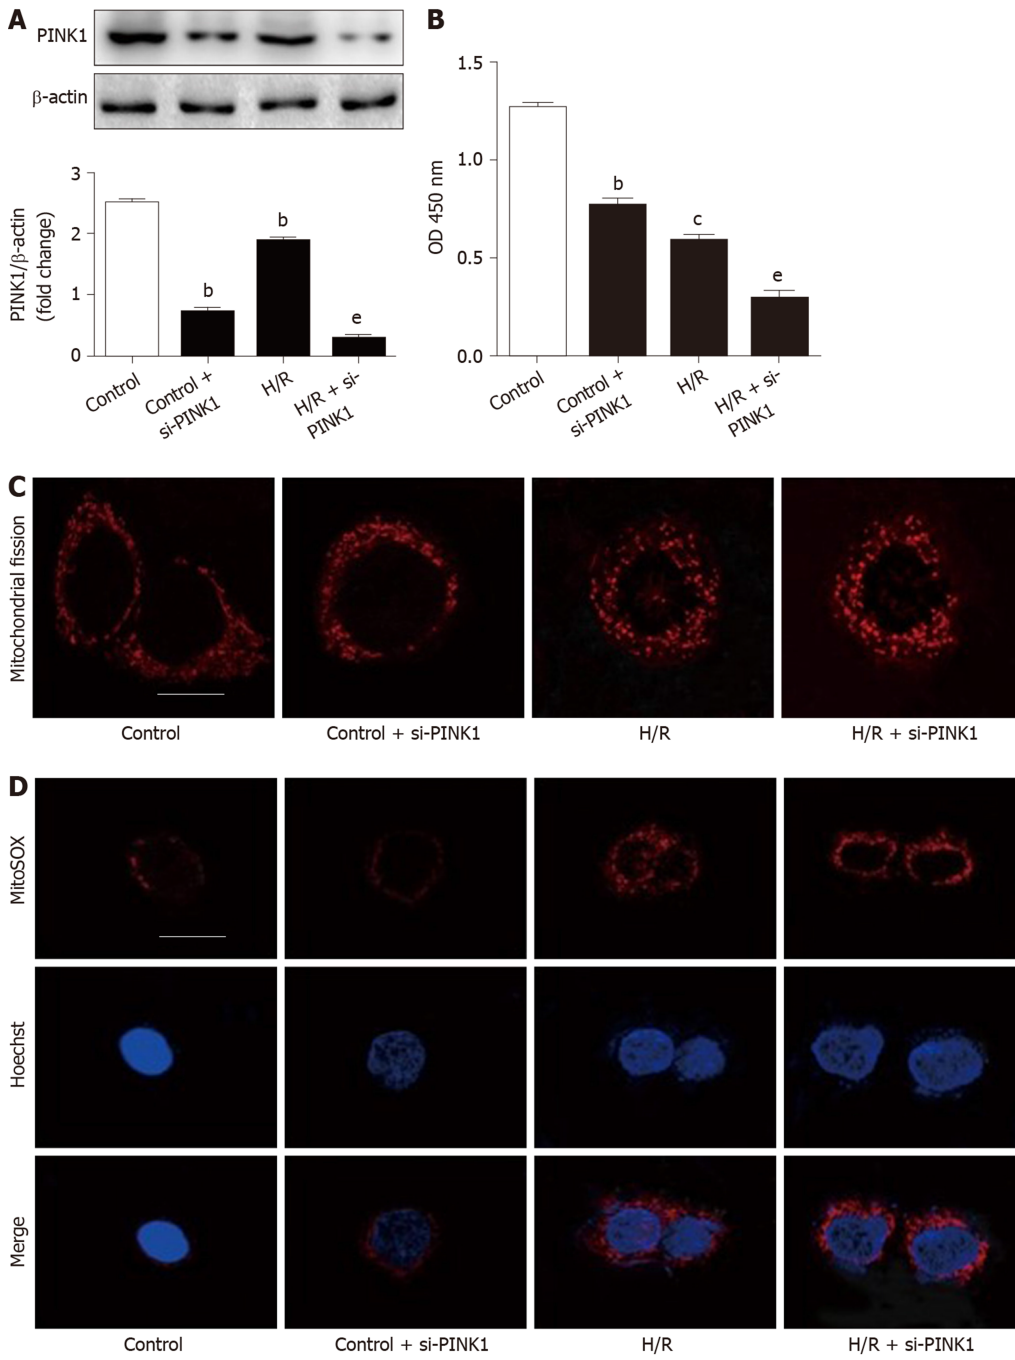 A
PINK1
β-actin
3
2
1
0
PINK1/β-actin
(fold change)
b
b
e
Control
Control +
si-PINK1
H/R
H/R + si-
PINK1
B
1.5
1.0
0.5
0.0
OD 450 nm
b
c
e
Control
Control +
si-PINK1
H/R
H/R + si-
PINK1
C
Mitochondrial fission
Control
Control + si-PINK1
H/R
H/R + si-PINK1
D
MitoSOX
Hoechst
Merge
Control
Control + si-PINK1
H/R
H/R + si-PINK1